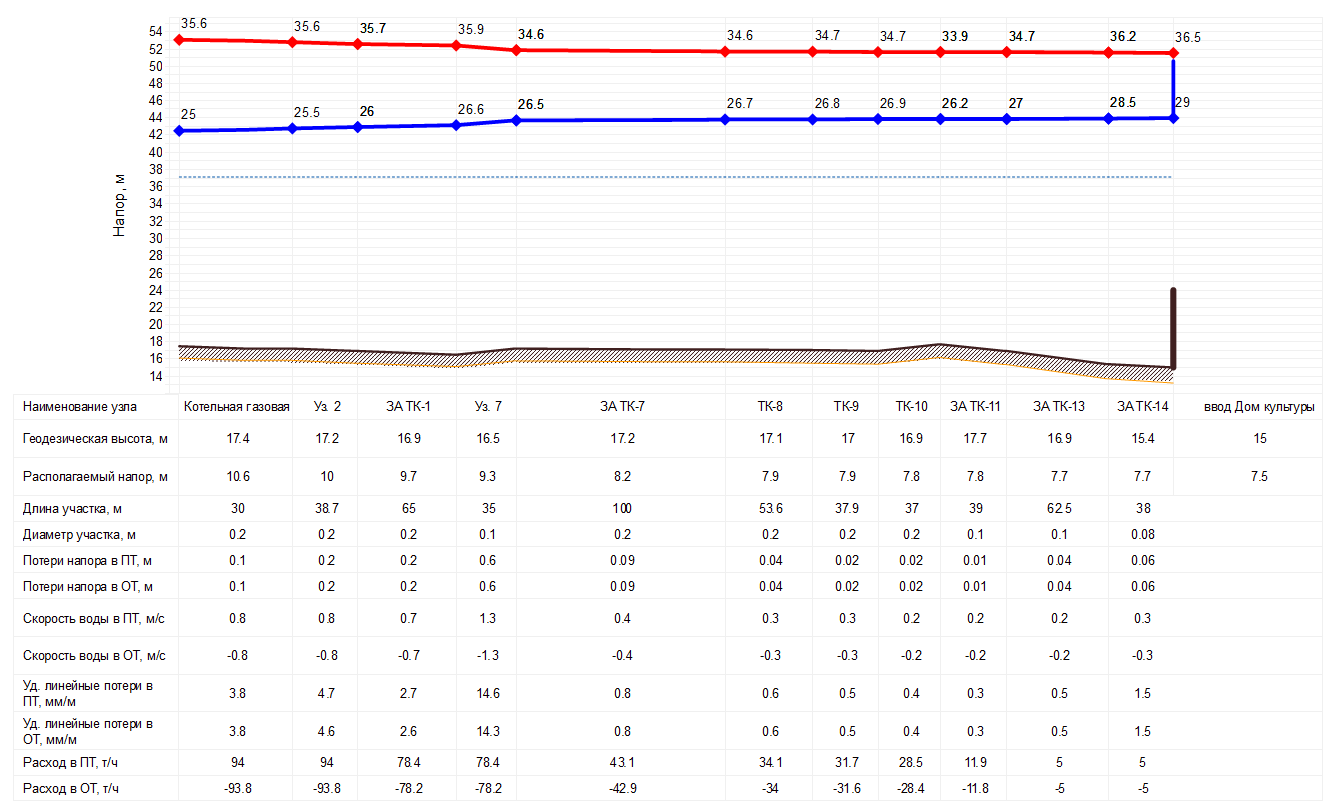 35.6 35.6 35.7 35.9 34.6 34.6 34.7 34.7 33.9 34.7 36.2 36.5
25 25.5 26 26.6 26.5 26.7 26.8 26.9 26.2 27 28.5 29
Напор, м
54
52
50
48
46
44
42
40
38
36
34
32
30
28
26
24
22
20
18
16
14
Наименование узла Котельная газовая Уз. 2 ЗА ТК-1 Уз. 7 ЗА ТК-7 ТК-8 ТК-9 ТК-10 ЗА ТК-11 ЗА ТК-13 ЗА ТК-14 ввод Дом культуры
Геодезическая высота, м 17.4 17.2 16.9 16.5 17.2 17.1 17 16.9 17.7 16.9 15.4 15
Располагаемый напор, м 10.6 10 9.7 9.3 8.2 7.9 7.9 7.8 7.8 7.7 7.7 7.5
Длина участка, м 30 38.7 65 35 100 53.6 37.9 37 39 62.5 38
Диаметр участка, м 0.2 0.2 0.2 0.1 0.2 0.2 0.2 0.2 0.1 0.1 0.08
Потери напора в ПТ, м 0.1 0.2 0.2 0.6 0.09 0.04 0.02 0.02 0.01 0.04 0.06
Потери напора в ОТ, м 0.1 0.2 0.2 0.6 0.09 0.04 0.02 0.02 0.01 0.04 0.06
Скорость воды в ПТ, м/с 0.8 0.8 0.7 1.3 0.4 0.3 0.3 0.2 0.2 0.2 0.3
Скорость воды в ОТ, м/с -0.8 -0.8 -0.7 -1.3 -0.4 -0.3 -0.3 -0.2 -0.2 -0.2 -0.3
Уд. линейные потери в
ПТ, мм/м 3.8 4.7 2.7 14.6 0.8 0.6 0.5 0.4 0.3 0.5 1.5
Уд. линейные потери в
ОТ, мм/м 3.8 4.6 2.6 14.3 0.8 0.6 0.5 0.4 0.3 0.5 1.5
Расход в ПТ, т/ч 94 94 78.4 78.4 43.1 34.1 31.7 28.5 11.9 5 5
Расход в ОТ, т/ч -93.8 -93.8 -78.2 -78.2 -42.9 -34 -31.6 -28.4 -11.8 -5 -5